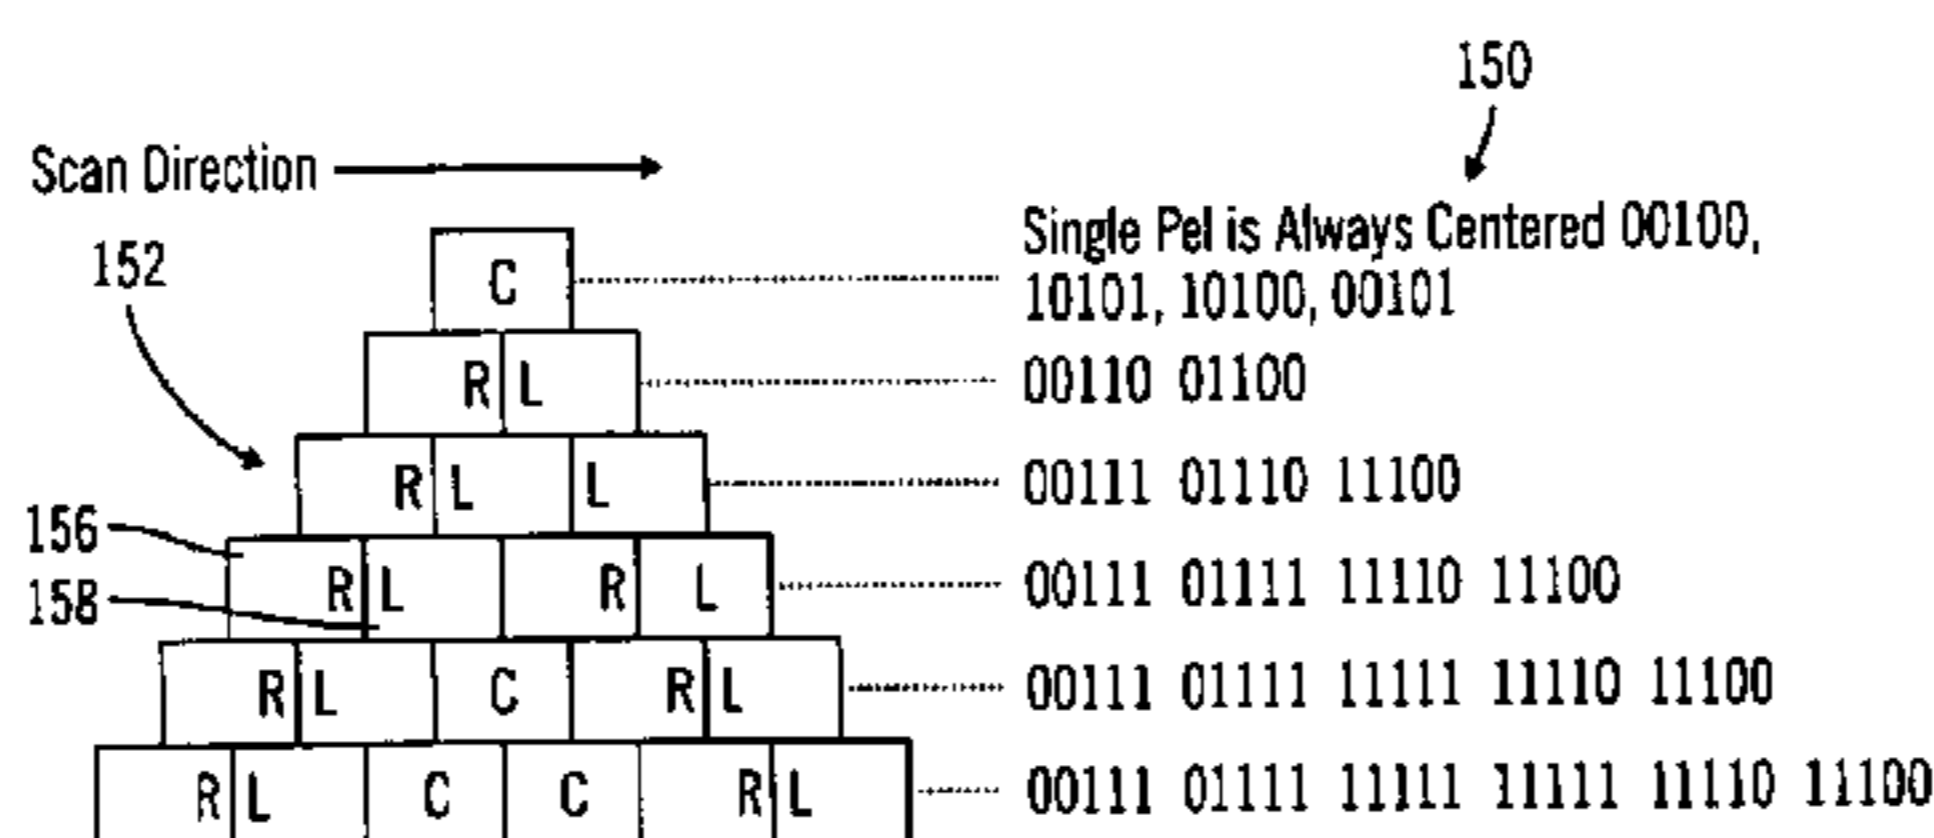 150
Scan Direction
152
Single Pel is Always Centered 00100,
10101, 10100, 00101
C
R L
00110 01100
R L L
00111 01110 11100
156
R L R L
00111 01111 11110 11100
158
R L C R L
00111 01111 11111 11110 11100
R L C C R L
00111 01111 11111 11111 11110 11100